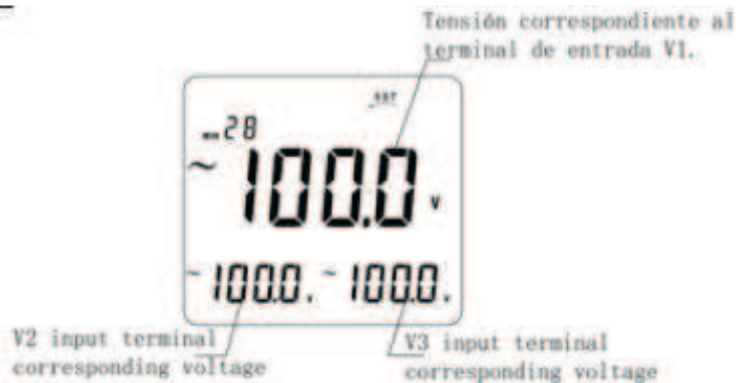 Tensión correspondiente al
terminal de entrada V1.
28
~100.0 V
~100.0. ~100.0.
V2 input terminal
corresponding voltage
V3 input terminal
corresponding voltage